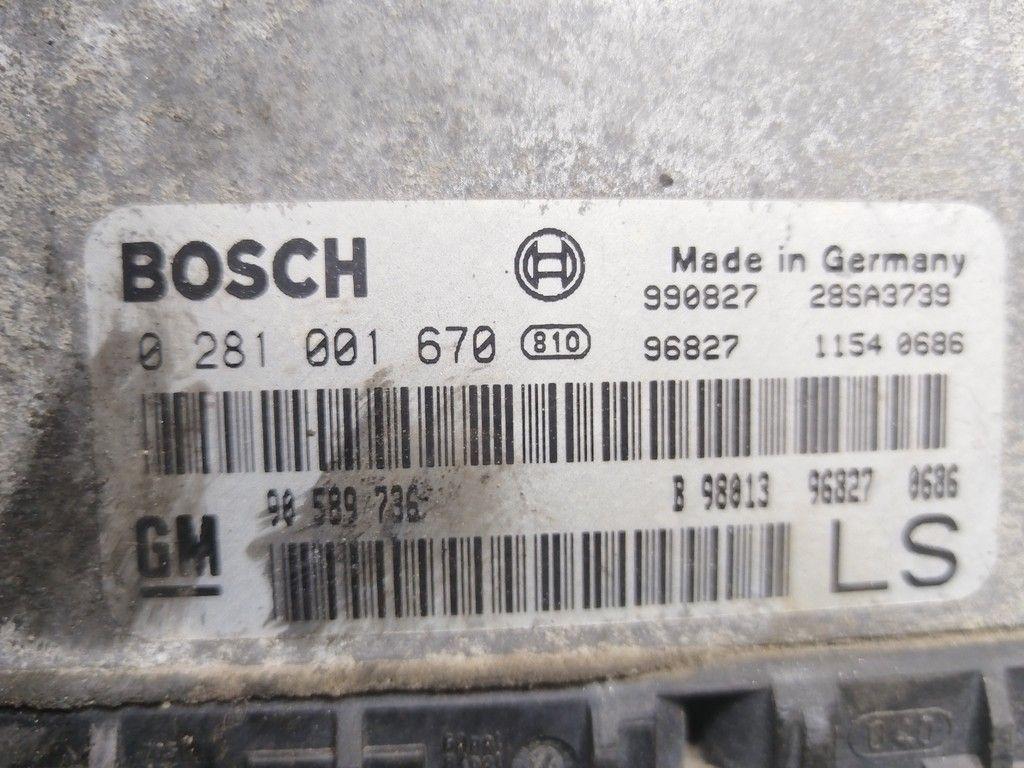 BOSCH Made in Germany
990827 28SA3739
0 281 001 670 810 96827 1154 0686
90 589 736 B 98013 96827 0686
GM LS